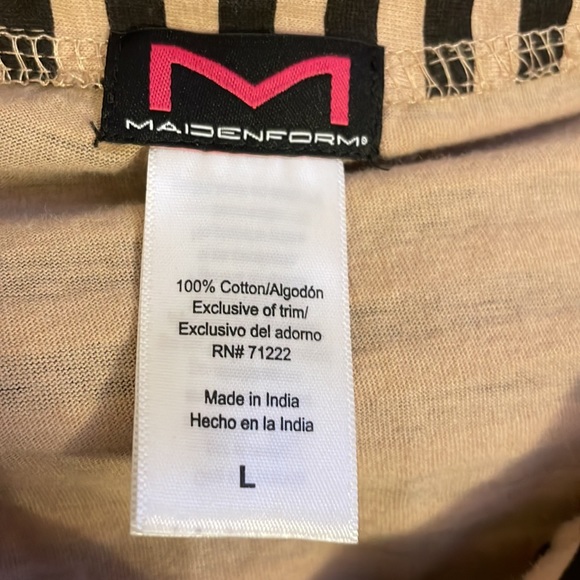 MAIDENFORM®
100% Cotton/Algodón
Exclusive of trim/
Exclusivo del adorno
RN# 71222
Made in India
Hecho en la India
L